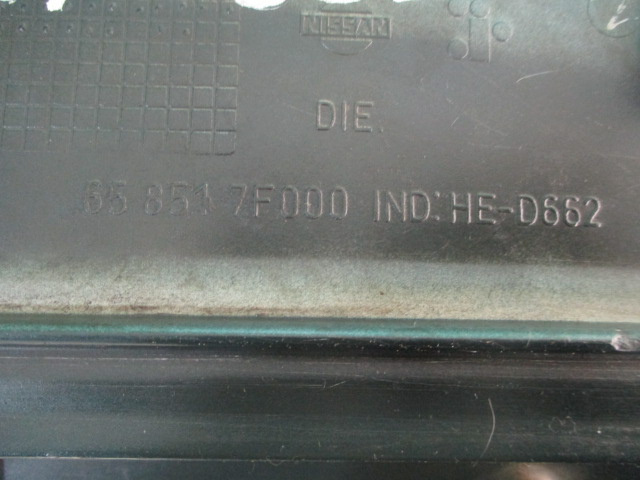 NISSAN
DIE.
65 851 7F000 IND: HE-D662